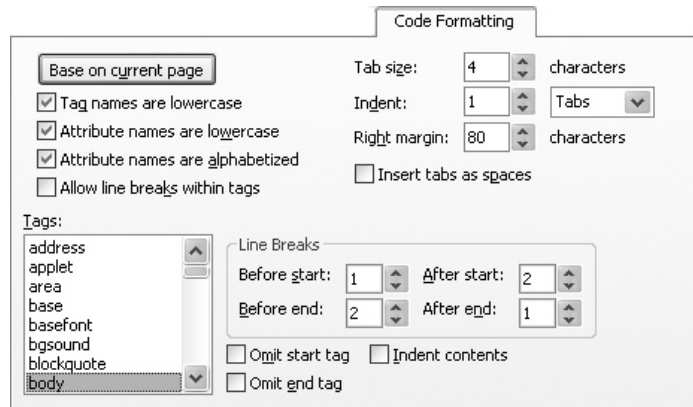 Code Formatting
Base on current page
Tag names are lowercase
Attribute names are lowercase
Attribute names are alphabetized
Allow line breaks within tags
Tab size: 4 characters
Indent: 1 Tabs
Right margin: 80 characters
Insert tabs as spaces
Tags:
address
applet
area
base
basefont
bgsound
blockquote
body
Line Breaks
Before start: 1 After start: 2
Before end: 2 After end: 1
Omit start tag Indent contents
Omit end tag